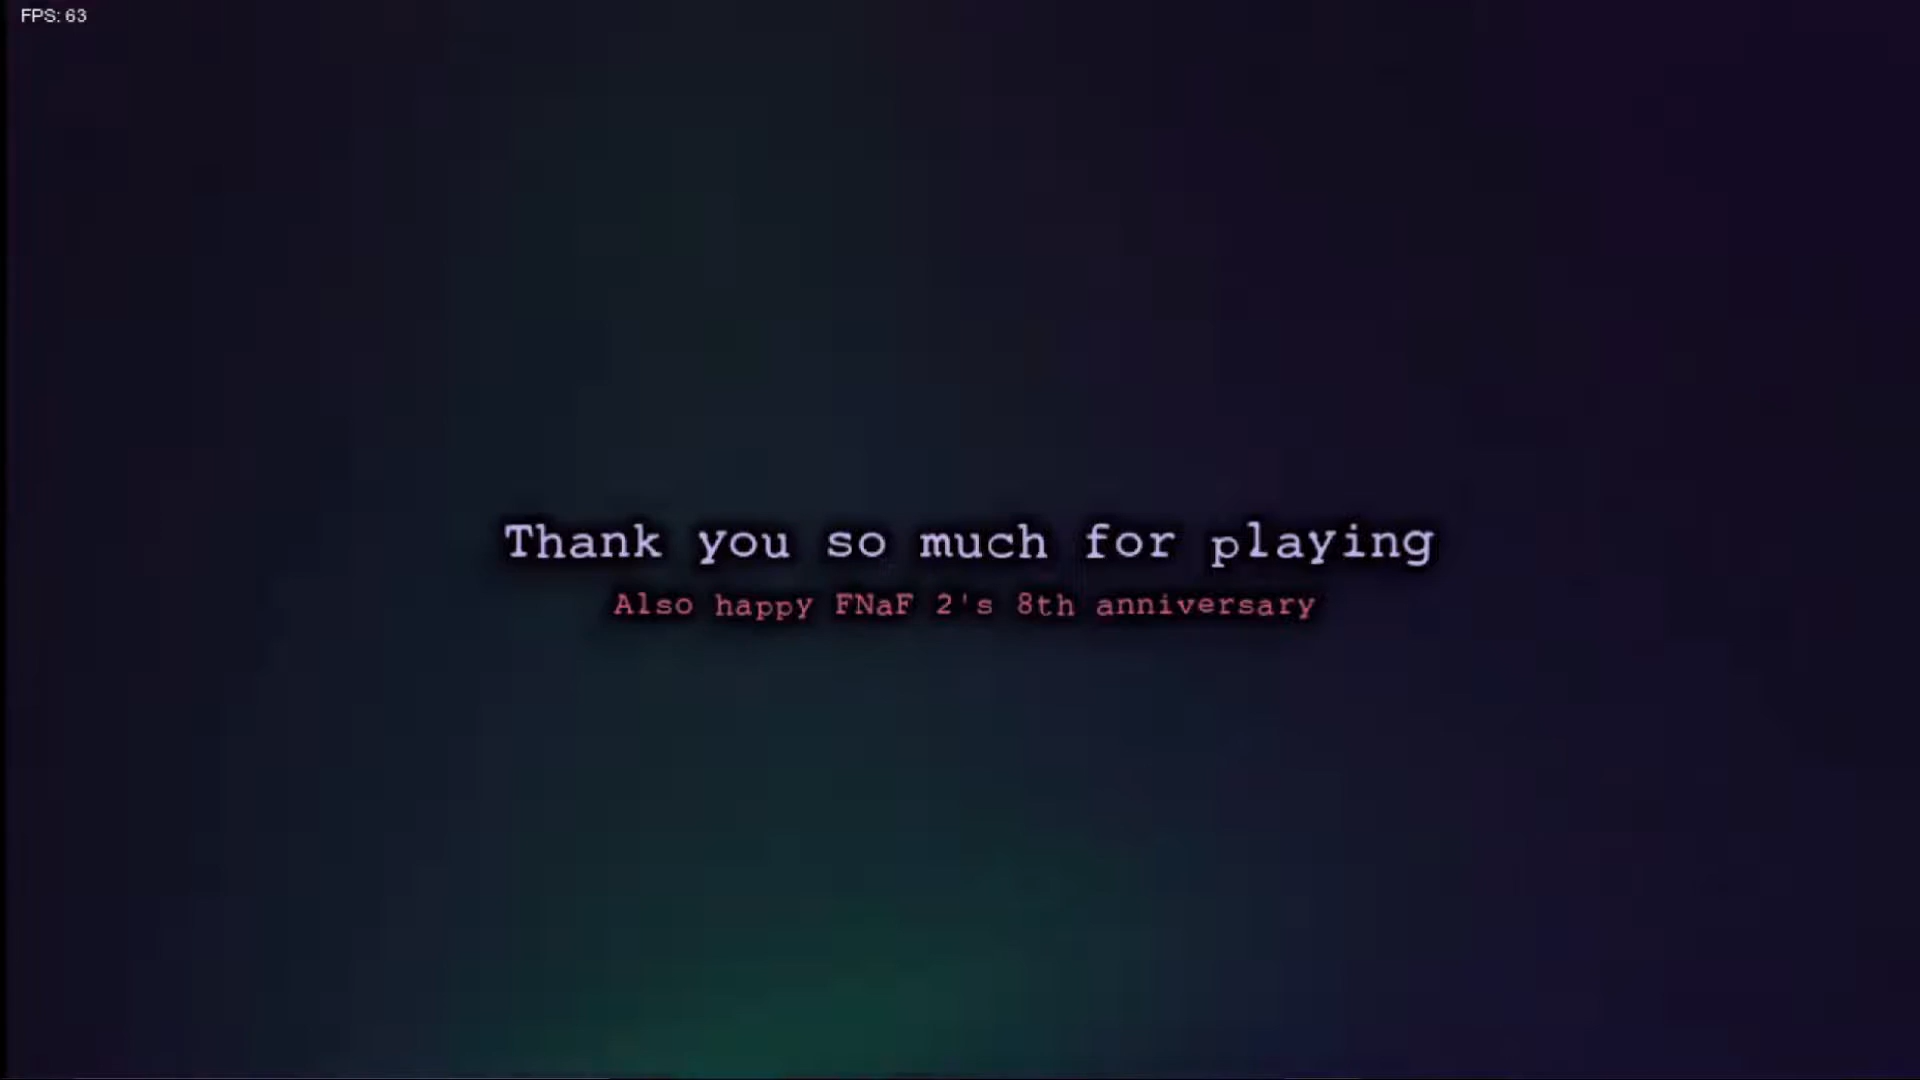 FPS: 63
Thank you so much for playing
Also happy FNaF 2's 8th anniversary